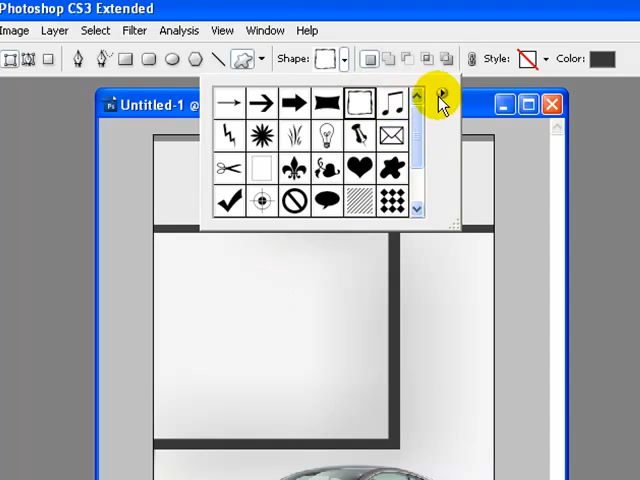 Photoshop CS3 Extended
Image Layer Select Filter Analysis View Window Help
Shape: Style: Color:
Untitled-1 @